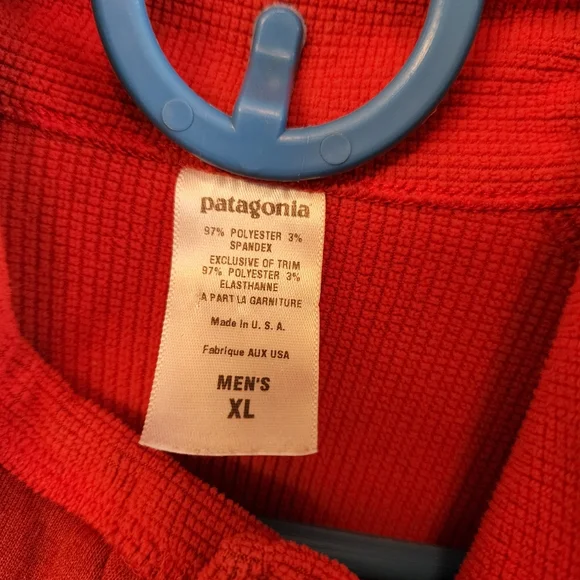 patagonia
97% POLYESTER 3%
SPANDEX
EXCLUSIVE OF TRIM
97% POLYESTER 3%
ELASTHANNE
A PART LA GARNITURE
Made in U. S. A.
Fabrique AUX USA
MEN'S
XL